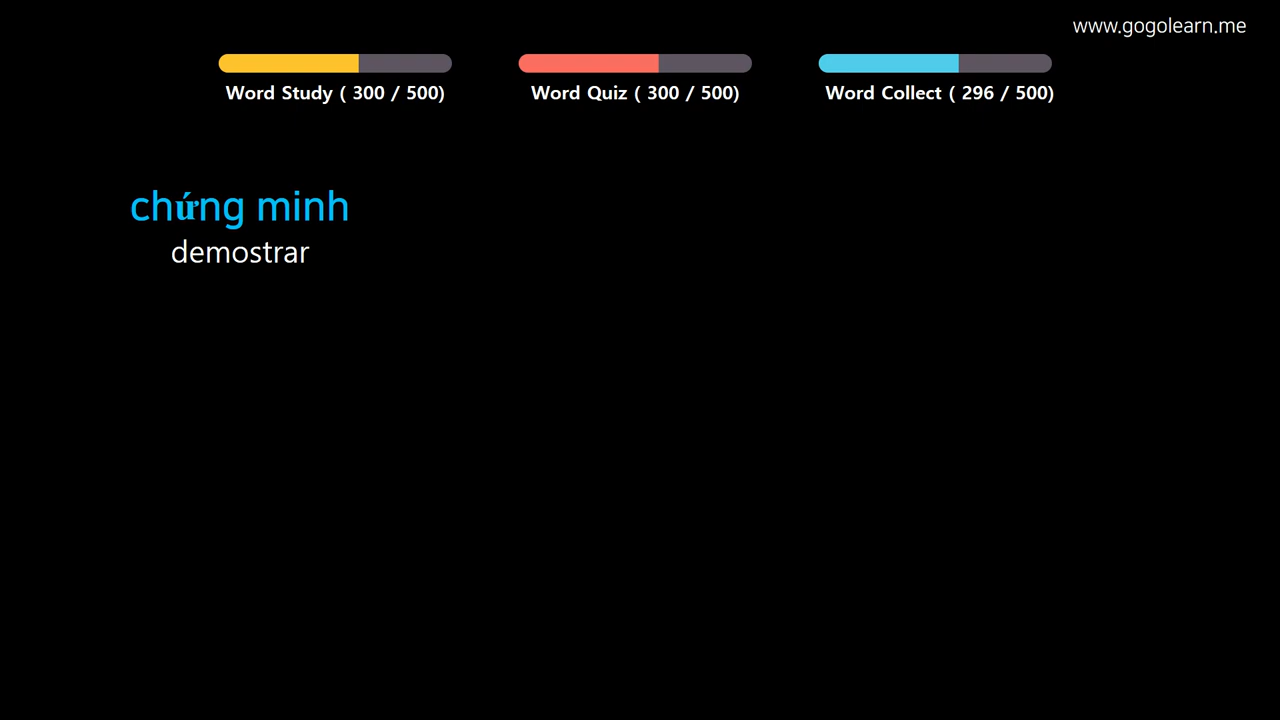 www.gogolearn.me
Word Study ( 300 / 500)
Word Quiz ( 300 / 500)
Word Collect ( 296 / 500)
chứng minh
demostrar